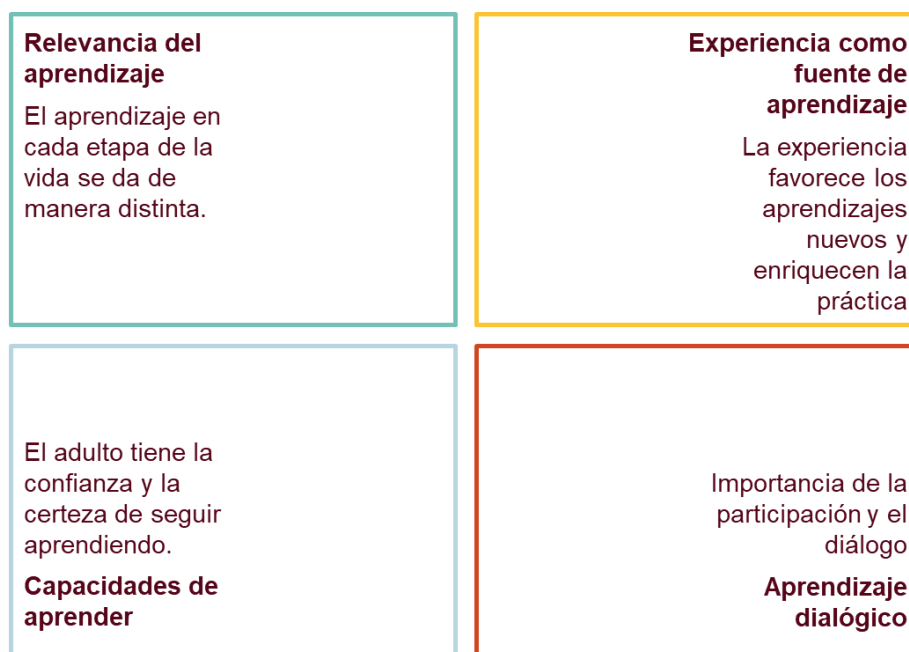 Relevancia del
aprendizaje
El aprendizaje en
cada etapa de la
vida se da de
manera distinta.
Experiencia como
fuente de
aprendizaje
La experiencia
favorece los
aprendizajes
nuevos y
enriquecen la
práctica
El adulto tiene la
confianza y la
certeza de seguir
aprendiendo.
Capacidades de
aprender
Importancia de la
participación y el
diálogo
Aprendizaje
dialógico